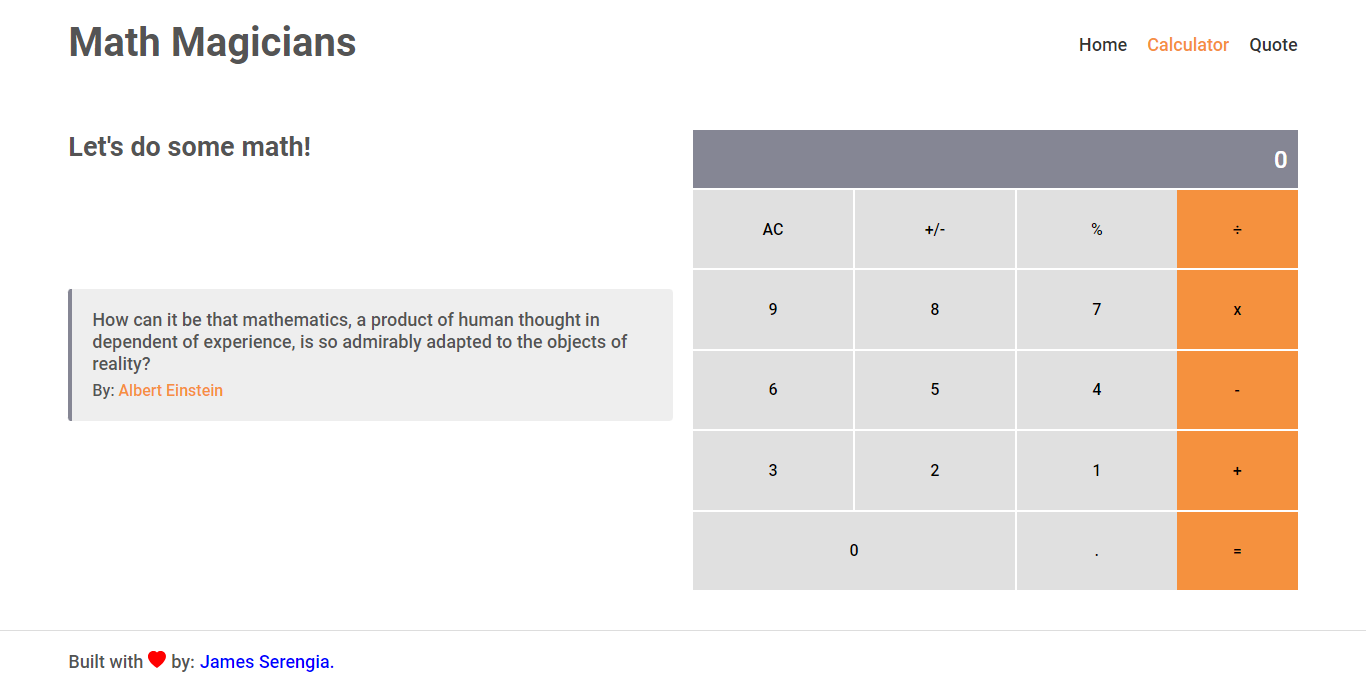 Math Magicians
Home Calculator Quote
Let's do some math!
How can it be that mathematics, a product of human thought in
dependent of experience, is so admirably adapted to the objects of
reality?
By: Albert Einstein
0
AC +/- % ÷
9 8 7 x
6 5 4 -
3 2 1 +
0 . =
Built with ❤ by: James Serengia.